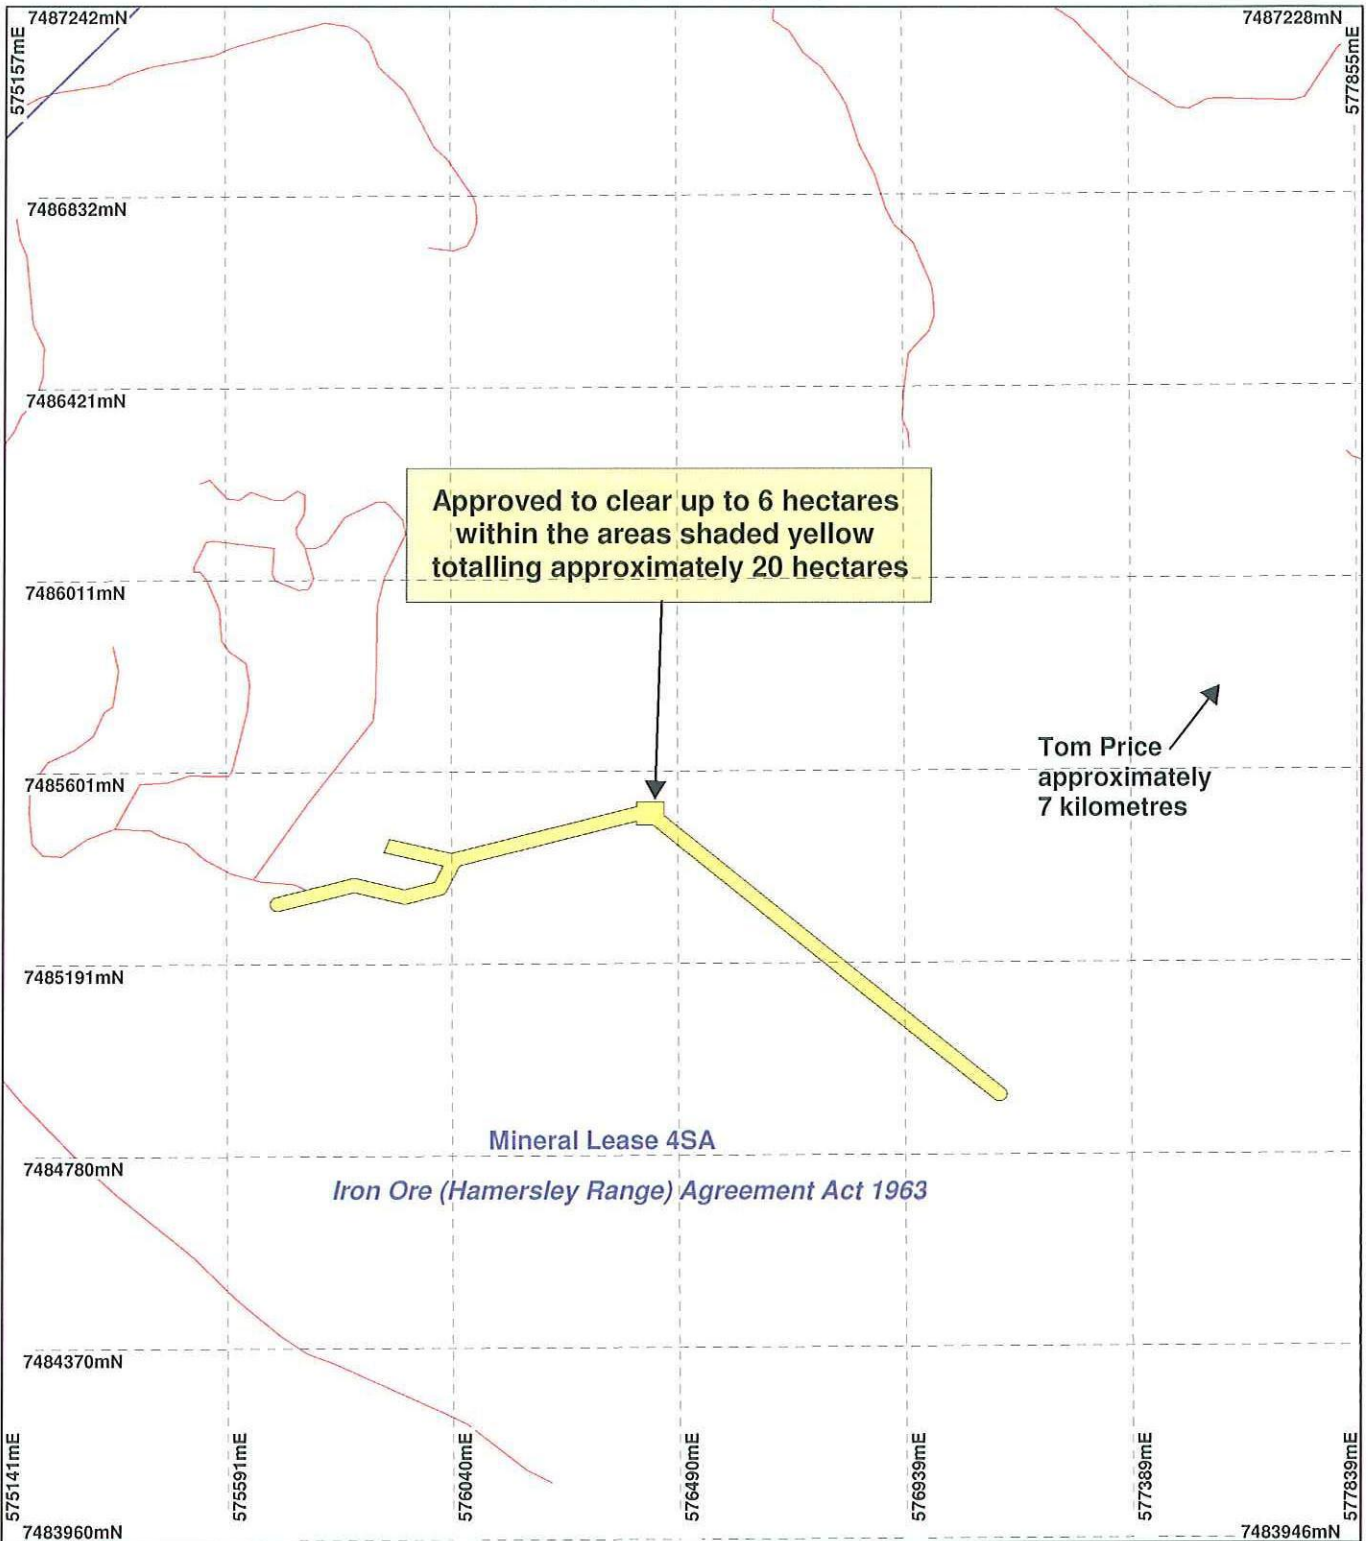 7487242mN
7487228mN
575157mE
577855mE
7486832mN
7486421mN
Approved to clear up to 6 hectares
within the areas shaded yellow
totalling approximately 20 hectares
7486011mN
Tom Price
approximately
7 kilometres
7485601mN
7485191mN
Mineral Lease 4SA
7484780mN
Iron Ore (Hamersley Range) Agreement Act 1963
7484370mN
575141mE
575591mE
576040mE
576490mE
576939mE
577389mE
577839mE
7483960mN
7483946mN